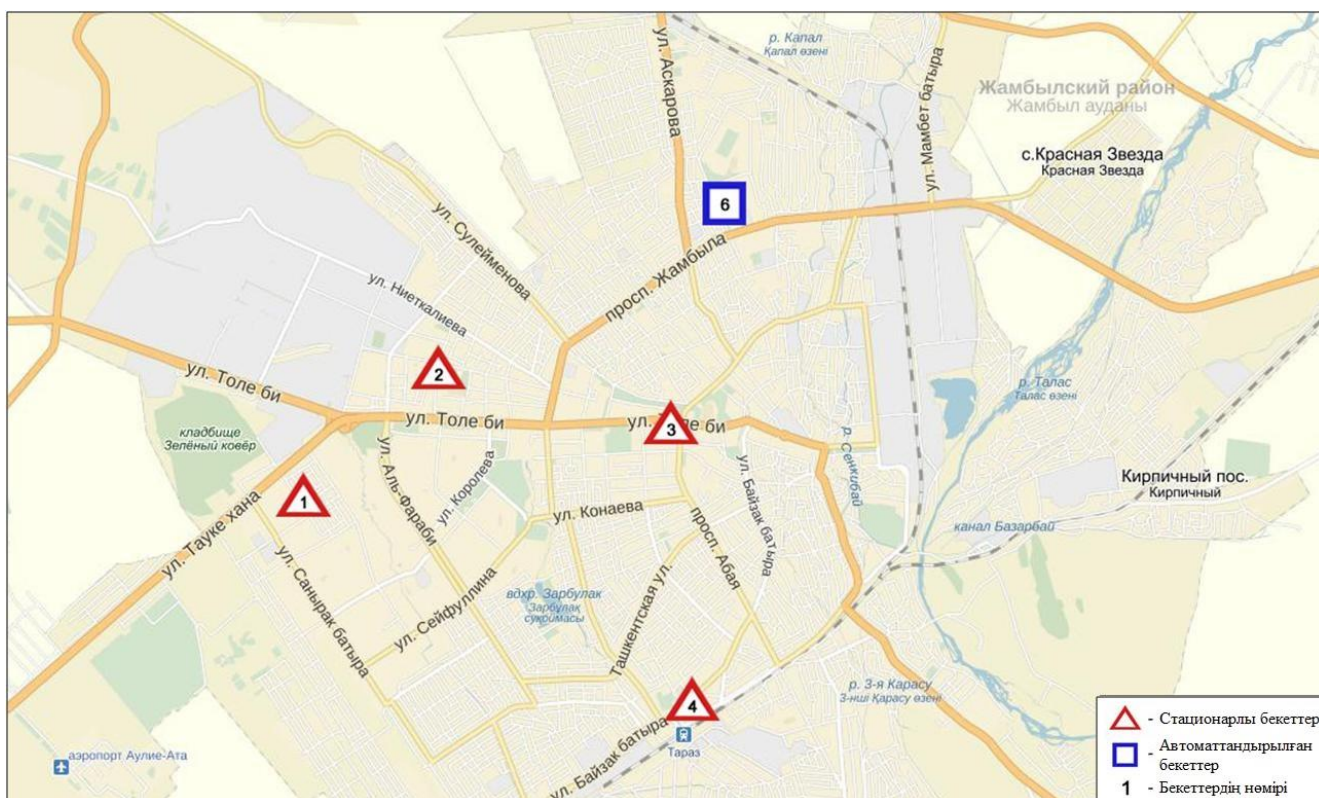 р. Капал
Қапал өзені
ул. Аскарова
ул. Мамбет батыра
Жамбылский район
Жамбыл ауданы
с.Красная Звезда
Красная Звезда
6
ул. Сулейменова
просп. Жамбыла
ул. Ниеткалиева
2
ул. Толе би
ул. Толе би
ул. Толе би
3
р. Талас
Талас өзені
кладбище
Зелёный ковёр
1
ул. Тауке хана
ул. Аль-Фараби
ул. Королева
ул. Конаева
просп. Абая
ул. Байзак батыра
р. Сенкибай
Кирпичный пос.
Кирпичный
канал Базарбай
ул. Санырак батыра
ул. Сейфуллина
вдхр. Зарбулак
Зарбұлақ
суқоймасы
Ташкентская ул.
р. 3-я Карасу
3-нші Қарасу өзені
4
Тараз
ул. Байзак батыра
аэропорт Аулие-Ата
- Стационарлы бекеттер
- Автоматтандырылған
бекеттер
1 - Бекеттердің нөмірі